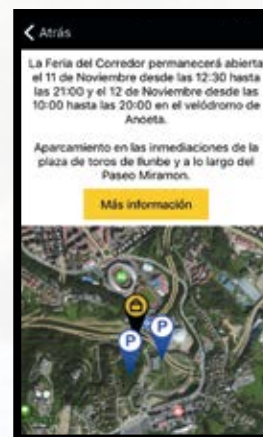 Atrás
La Feria del Corredor permanecerá abierta
el 11 de Noviembre desde las 12:30 hasta
las 21:00 y el 12 de Noviembre desde las
10:00 hasta las 20:00 en el velódromo de
Anoeta.
Aparcamiento en las inmediaciones de la
plaza de toros de Ilunbe y a lo largo del
Paseo Miramon.
Más información
P
P